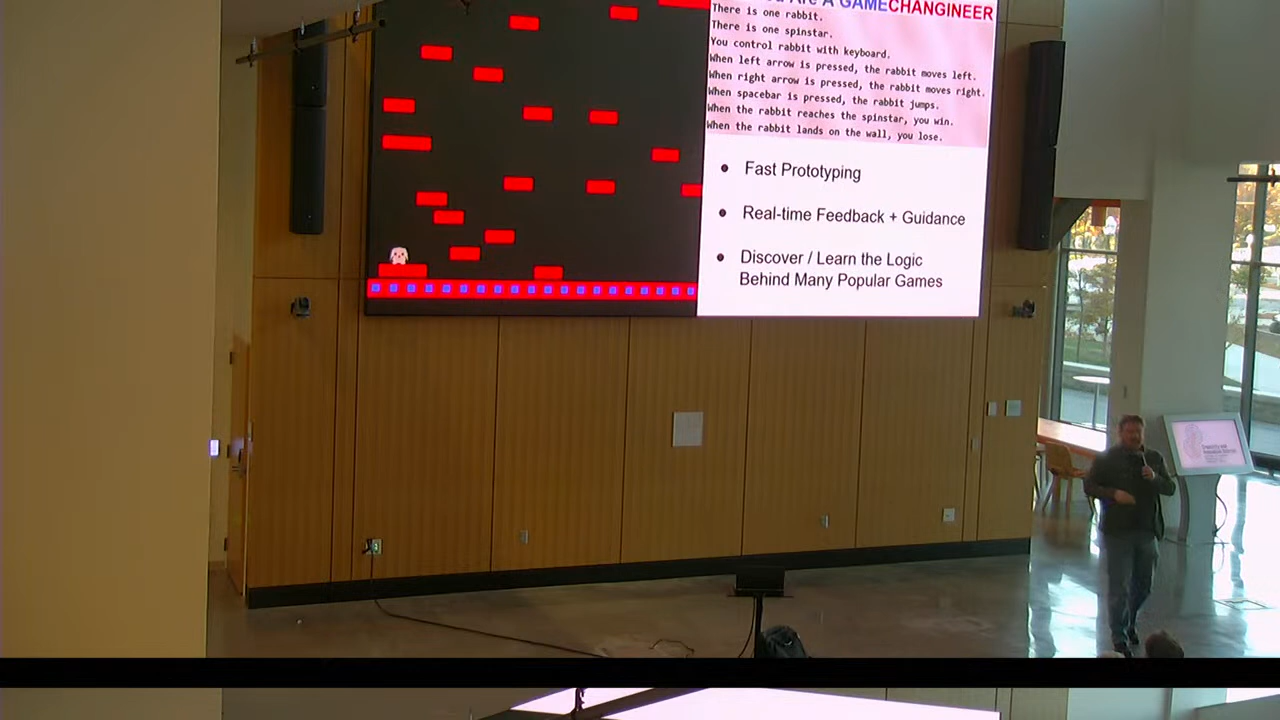 Are A GAMECHANGINEER
There is one rabbit.
There is one spinstar.
You control rabbit with keyboard.
When left arrow is pressed, the rabbit moves left.
When right arrow is pressed, the rabbit moves right.
When spacebar is pressed, the rabbit jumps.
When the rabbit reaches the spinstar, you win.
When the rabbit lands on the wall, you lose.
• Fast Prototyping
• Real-time Feedback + Guidance
• Discover / Learn the Logic
Behind Many Popular Games